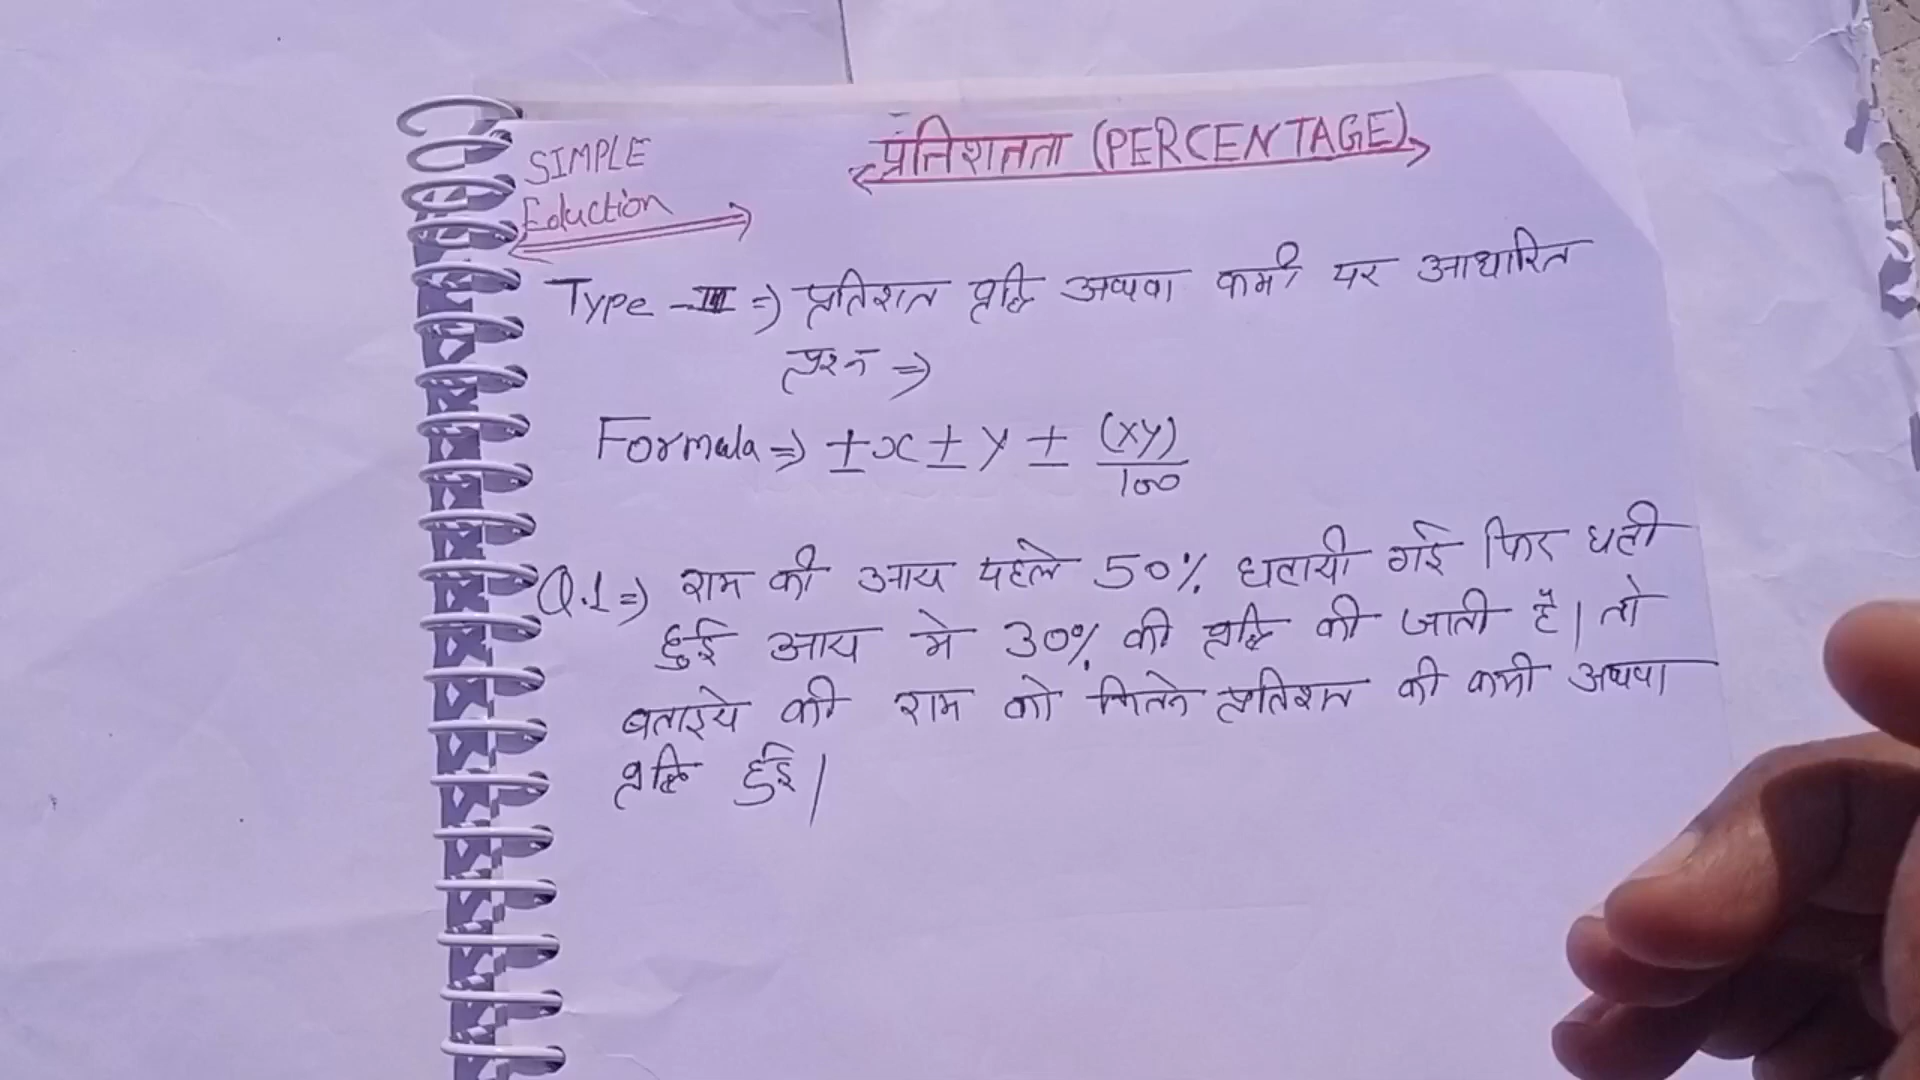 SIMPLE
Eduction
प्रतिशतता (PERCENTAGE)
Type - III => प्रतिशत वृद्धि अथवा कमी पर आधारित
प्रश्न =>
Formula => ± x ± y ± (xy)/100
Q.1 => राम की आय पहले 50% घटायी गई फिर घटी
हुई आय मे 30% की वृद्धि की जाती है। तो
बताइये की राम को कितने प्रतिशत की कमी अथवा
वृद्धि हुई।